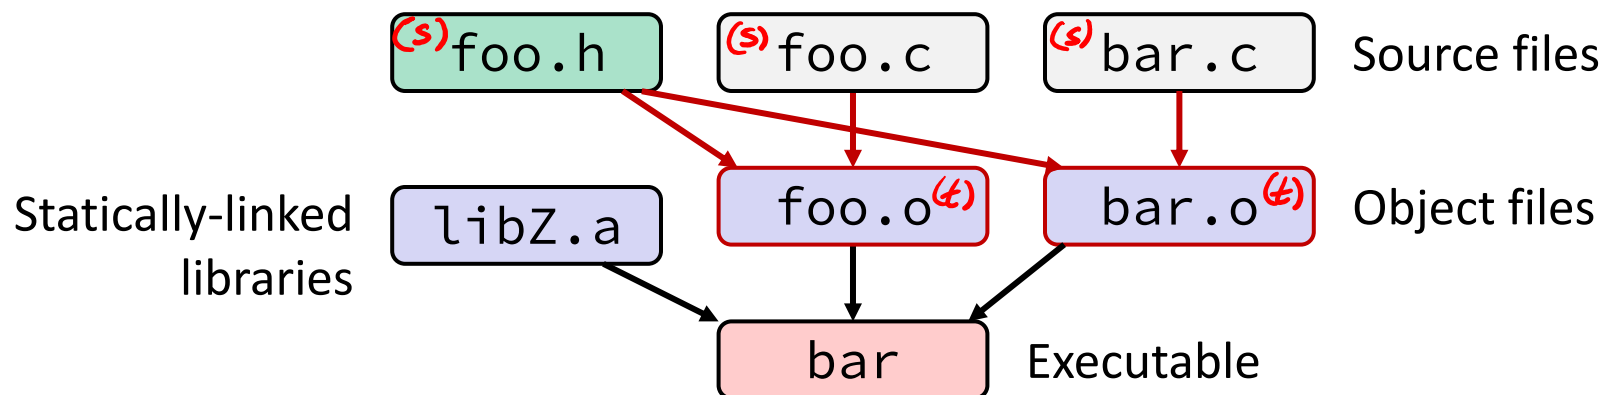 (s) foo.h (s) foo.c (s) bar.c Source files
Statically-linked libZ.a foo.o (t) bar.o (t) Object files
libraries
bar Executable